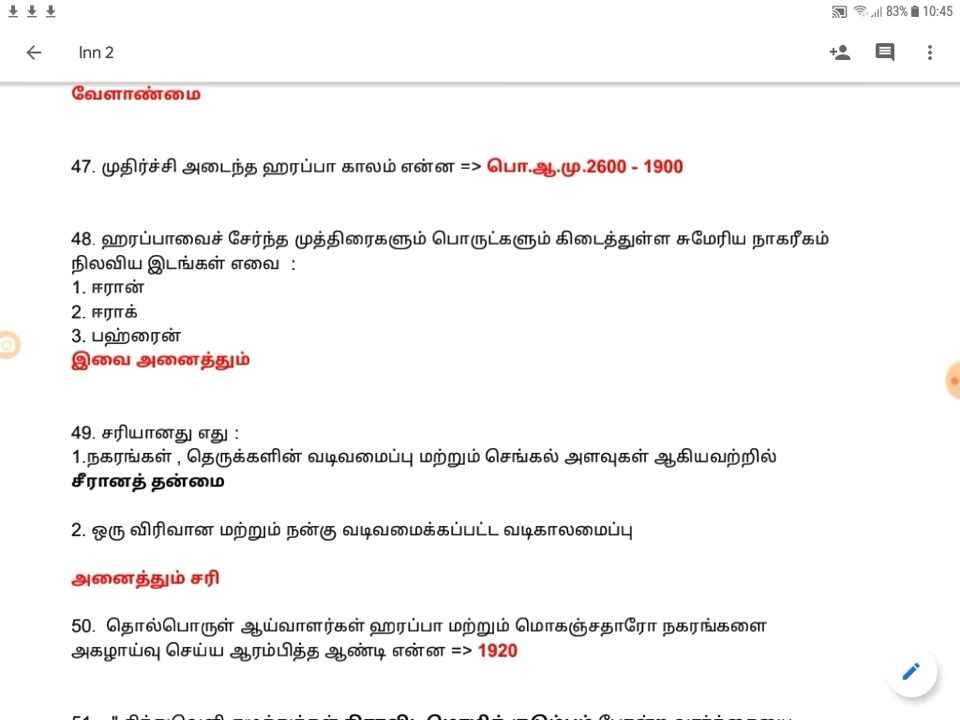 83% 10:45
Inn 2
வேளாண்மை
47. முதிர்ச்சி அடைந்த ஹரப்பா காலம் என்ன => பொ.ஆ.மு.2600 - 1900
48. ஹரப்பாவைச் சேர்ந்த முத்திரைகளும் பொருட்களும் கிடைத்துள்ள சுமேரிய நாகரீகம்
நிலவிய இடங்கள் எவை :
1. ஈரான்
2. ஈராக்
3. பஹ்ரைன்
இவை அனைத்தும்
49. சரியானது எது :
1.நகரங்கள் , தெருக்களின் வடிவமைப்பு மற்றும் செங்கல் அளவுகள் ஆகியவற்றில்
சீரானத் தன்மை
2. ஒரு விரிவான மற்றும் நன்கு வடிவமைக்கப்பட்ட வடிகாலமைப்பு
அனைத்தும் சரி
50. தொல்பொருள் ஆய்வாளர்கள் ஹரப்பா மற்றும் மொகஞ்சதாரோ நகரங்களை
அகழாய்வு செய்ய ஆரம்பித்த ஆண்டி என்ன => 1920